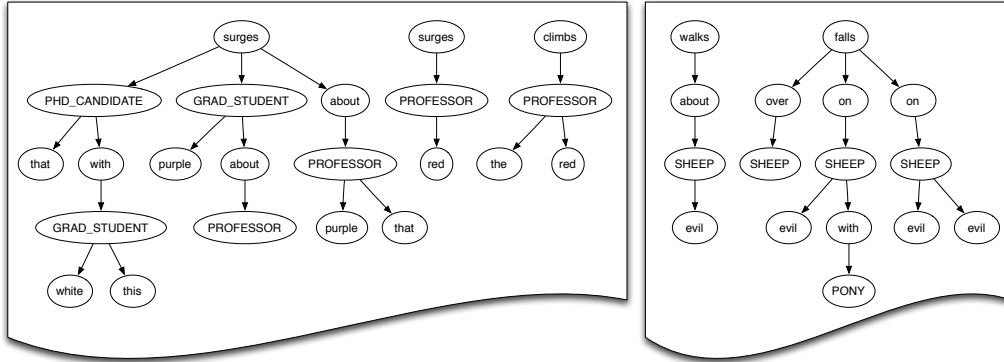 surges surges climbs walks falls
PHD_CANDIDATE GRAD_STUDENT about PROFESSOR PROFESSOR about over on on
that with purple about PROFESSOR red the red SHEEP SHEEP SHEEP SHEEP
GRAD_STUDENT PROFESSOR purple that evil evil with evil evil
white this PONY